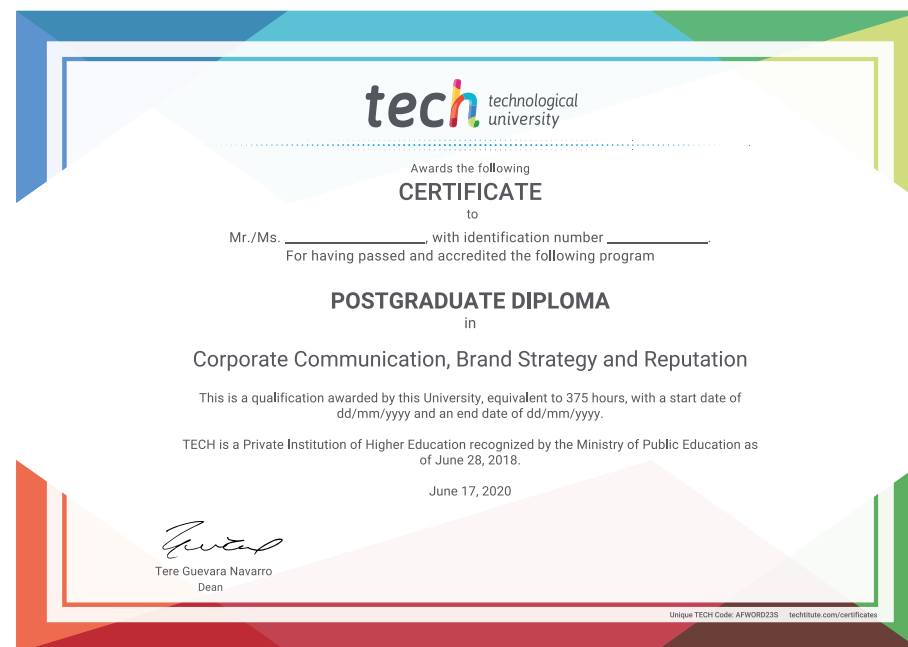 tech technological
university
Awards the following
CERTIFICATE
to
Mr./Ms. ____________________, with identification number ______________.
For having passed and accredited the following program
POSTGRADUATE DIPLOMA
in
Corporate Communication, Brand Strategy and Reputation
This is a qualification awarded by this University, equivalent to 375 hours, with a start date of
dd/mm/yyyy and an end date of dd/mm/yyyy.
TECH is a Private Institution of Higher Education recognized by the Ministry of Public Education as
of June 28, 2018.
June 17, 2020
Tere Guevara Navarro
Dean
Unique TECH Code: AFWORD23S techtitute.com/certificates